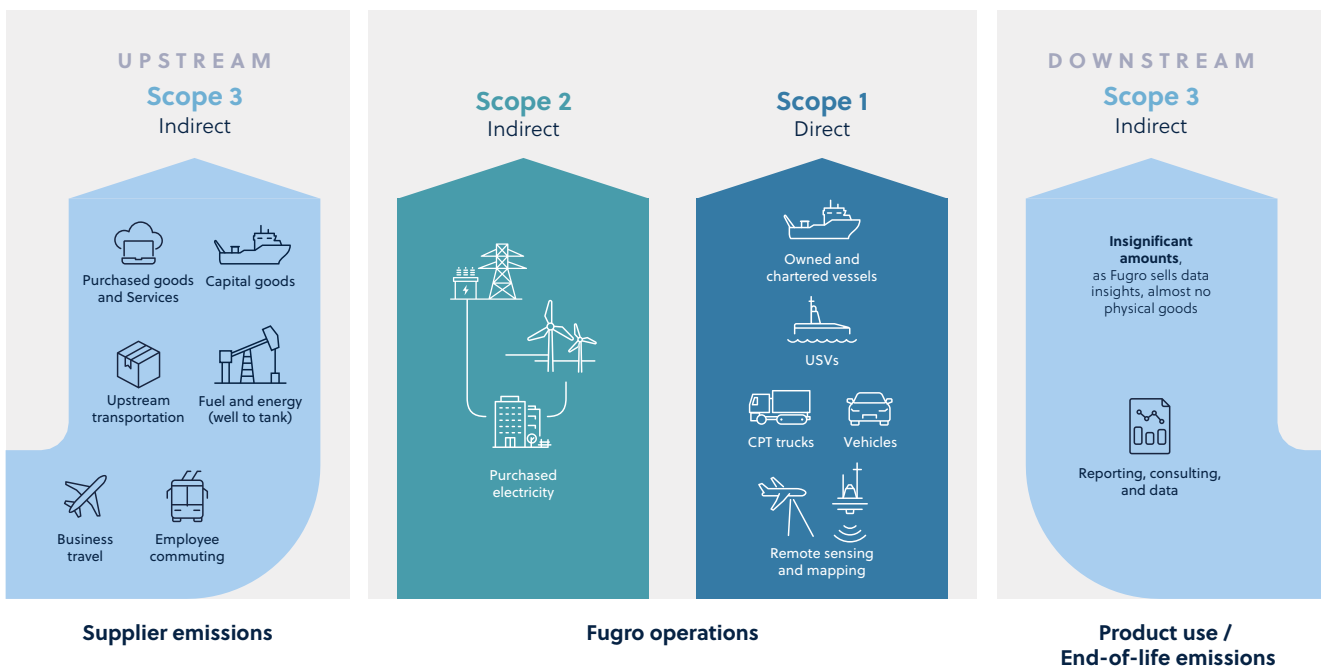 UPSTREAM
Scope 3
Indirect
Purchased goods
and Services
Capital goods
Upstream
transportation
Fuel and energy
(well to tank)
Business
travel
Employee
commuting
Supplier emissions
Scope 2
Indirect
Purchased
electricity
Scope 1
Direct
Owned and
chartered vessels
USVs
CPT trucks
Vehicles
Remote sensing
and mapping
Fugro operations
DOWNSTREAM
Scope 3
Indirect
Insignificant
amounts,
as Fugro sells data
insights, almost no
physical goods
Reporting, consulting,
and data
Product use /
End-of-life emissions